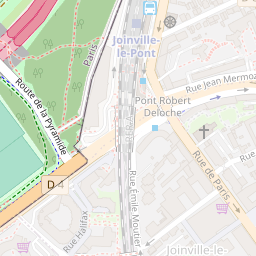 Joinville-
le-Pont
Paris
Route de la Pyramide
Rue Jean Mermoz
Pont Robert
Deloche
D 4
Rue de Paris
Rue Émile Moutier
Rue Halifax
Joinville-le-